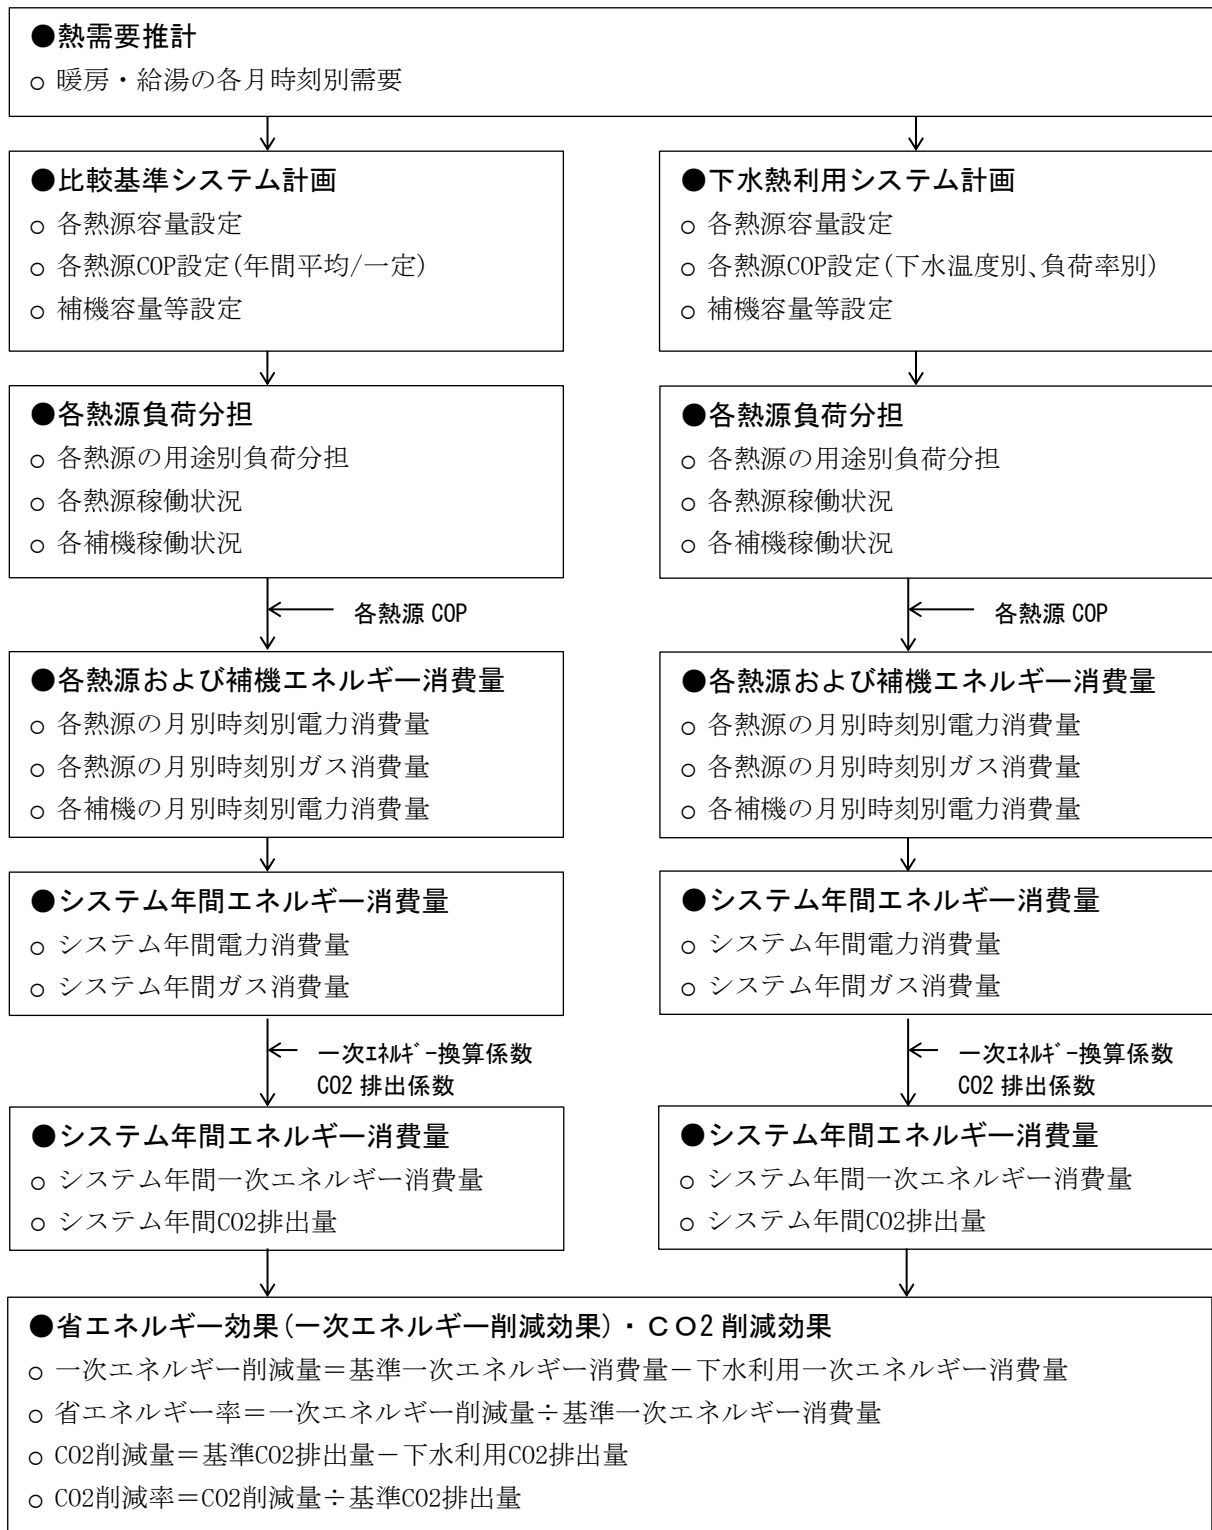 ●熱需要推計
○ 暖房・給湯の各月時刻別需要
●比較基準システム計画
○ 各熱源容量設定
○ 各熱源COP設定(年間平均/一定)
○ 補機容量等設定
●下水熱利用システム計画
○ 各熱源容量設定
○ 各熱源COP設定(下水温度別、負荷率別)
○ 補機容量等設定
●各熱源負荷分担
○ 各熱源の用途別負荷分担
○ 各熱源稼働状況
○ 各補機稼働状況
●各熱源負荷分担
○ 各熱源の用途別負荷分担
○ 各熱源稼働状況
○ 各補機稼働状況
各熱源 COP
各熱源 COP
●各熱源および補機エネルギー消費量
○ 各熱源の月別時刻別電力消費量
○ 各熱源の月別時刻別ガス消費量
○ 各補機の月別時刻別電力消費量
●各熱源および補機エネルギー消費量
○ 各熱源の月別時刻別電力消費量
○ 各熱源の月別時刻別ガス消費量
○ 各補機の月別時刻別電力消費量
●システム年間エネルギー消費量
○ システム年間電力消費量
○ システム年間ガス消費量
●システム年間エネルギー消費量
○ システム年間電力消費量
○ システム年間ガス消費量
一次ｴﾈﾙｷﾞｰ換算係数
CO2 排出係数
一次ｴﾈﾙｷﾞｰ換算係数
CO2 排出係数
●システム年間エネルギー消費量
○ システム年間一次エネルギー消費量
○ システム年間CO2排出量
●システム年間エネルギー消費量
○ システム年間一次エネルギー消費量
○ システム年間CO2排出量
●省エネルギー効果(一次エネルギー削減効果)・ＣＯ2 削減効果
○ 一次エネルギー削減量＝基準一次エネルギー消費量－下水利用一次エネルギー消費量
○ 省エネルギー率＝一次エネルギー削減量÷基準一次エネルギー消費量
○ CO2削減量＝基準CO2排出量－下水利用CO2排出量
○ CO2削減率＝CO2削減量÷基準CO2排出量